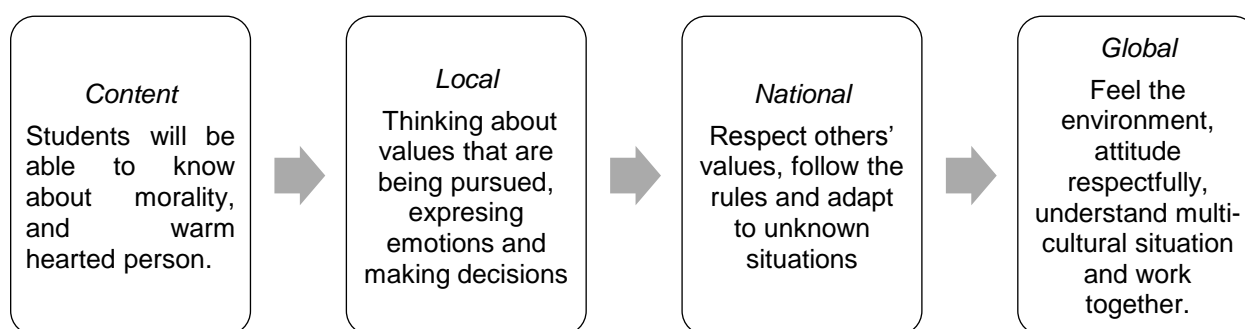 Content
Students will be
able to know
about morality,
and warm
hearted person.
Local
Thinking about
values that are
being pursued,
expresing
emotions and
making decisions
National
Respect others’
values, follow the
rules and adapt
to unknown
situations
Global
Feel the
environment,
attitude
respectfully,
understand multi-
cultural situation
and work
together.